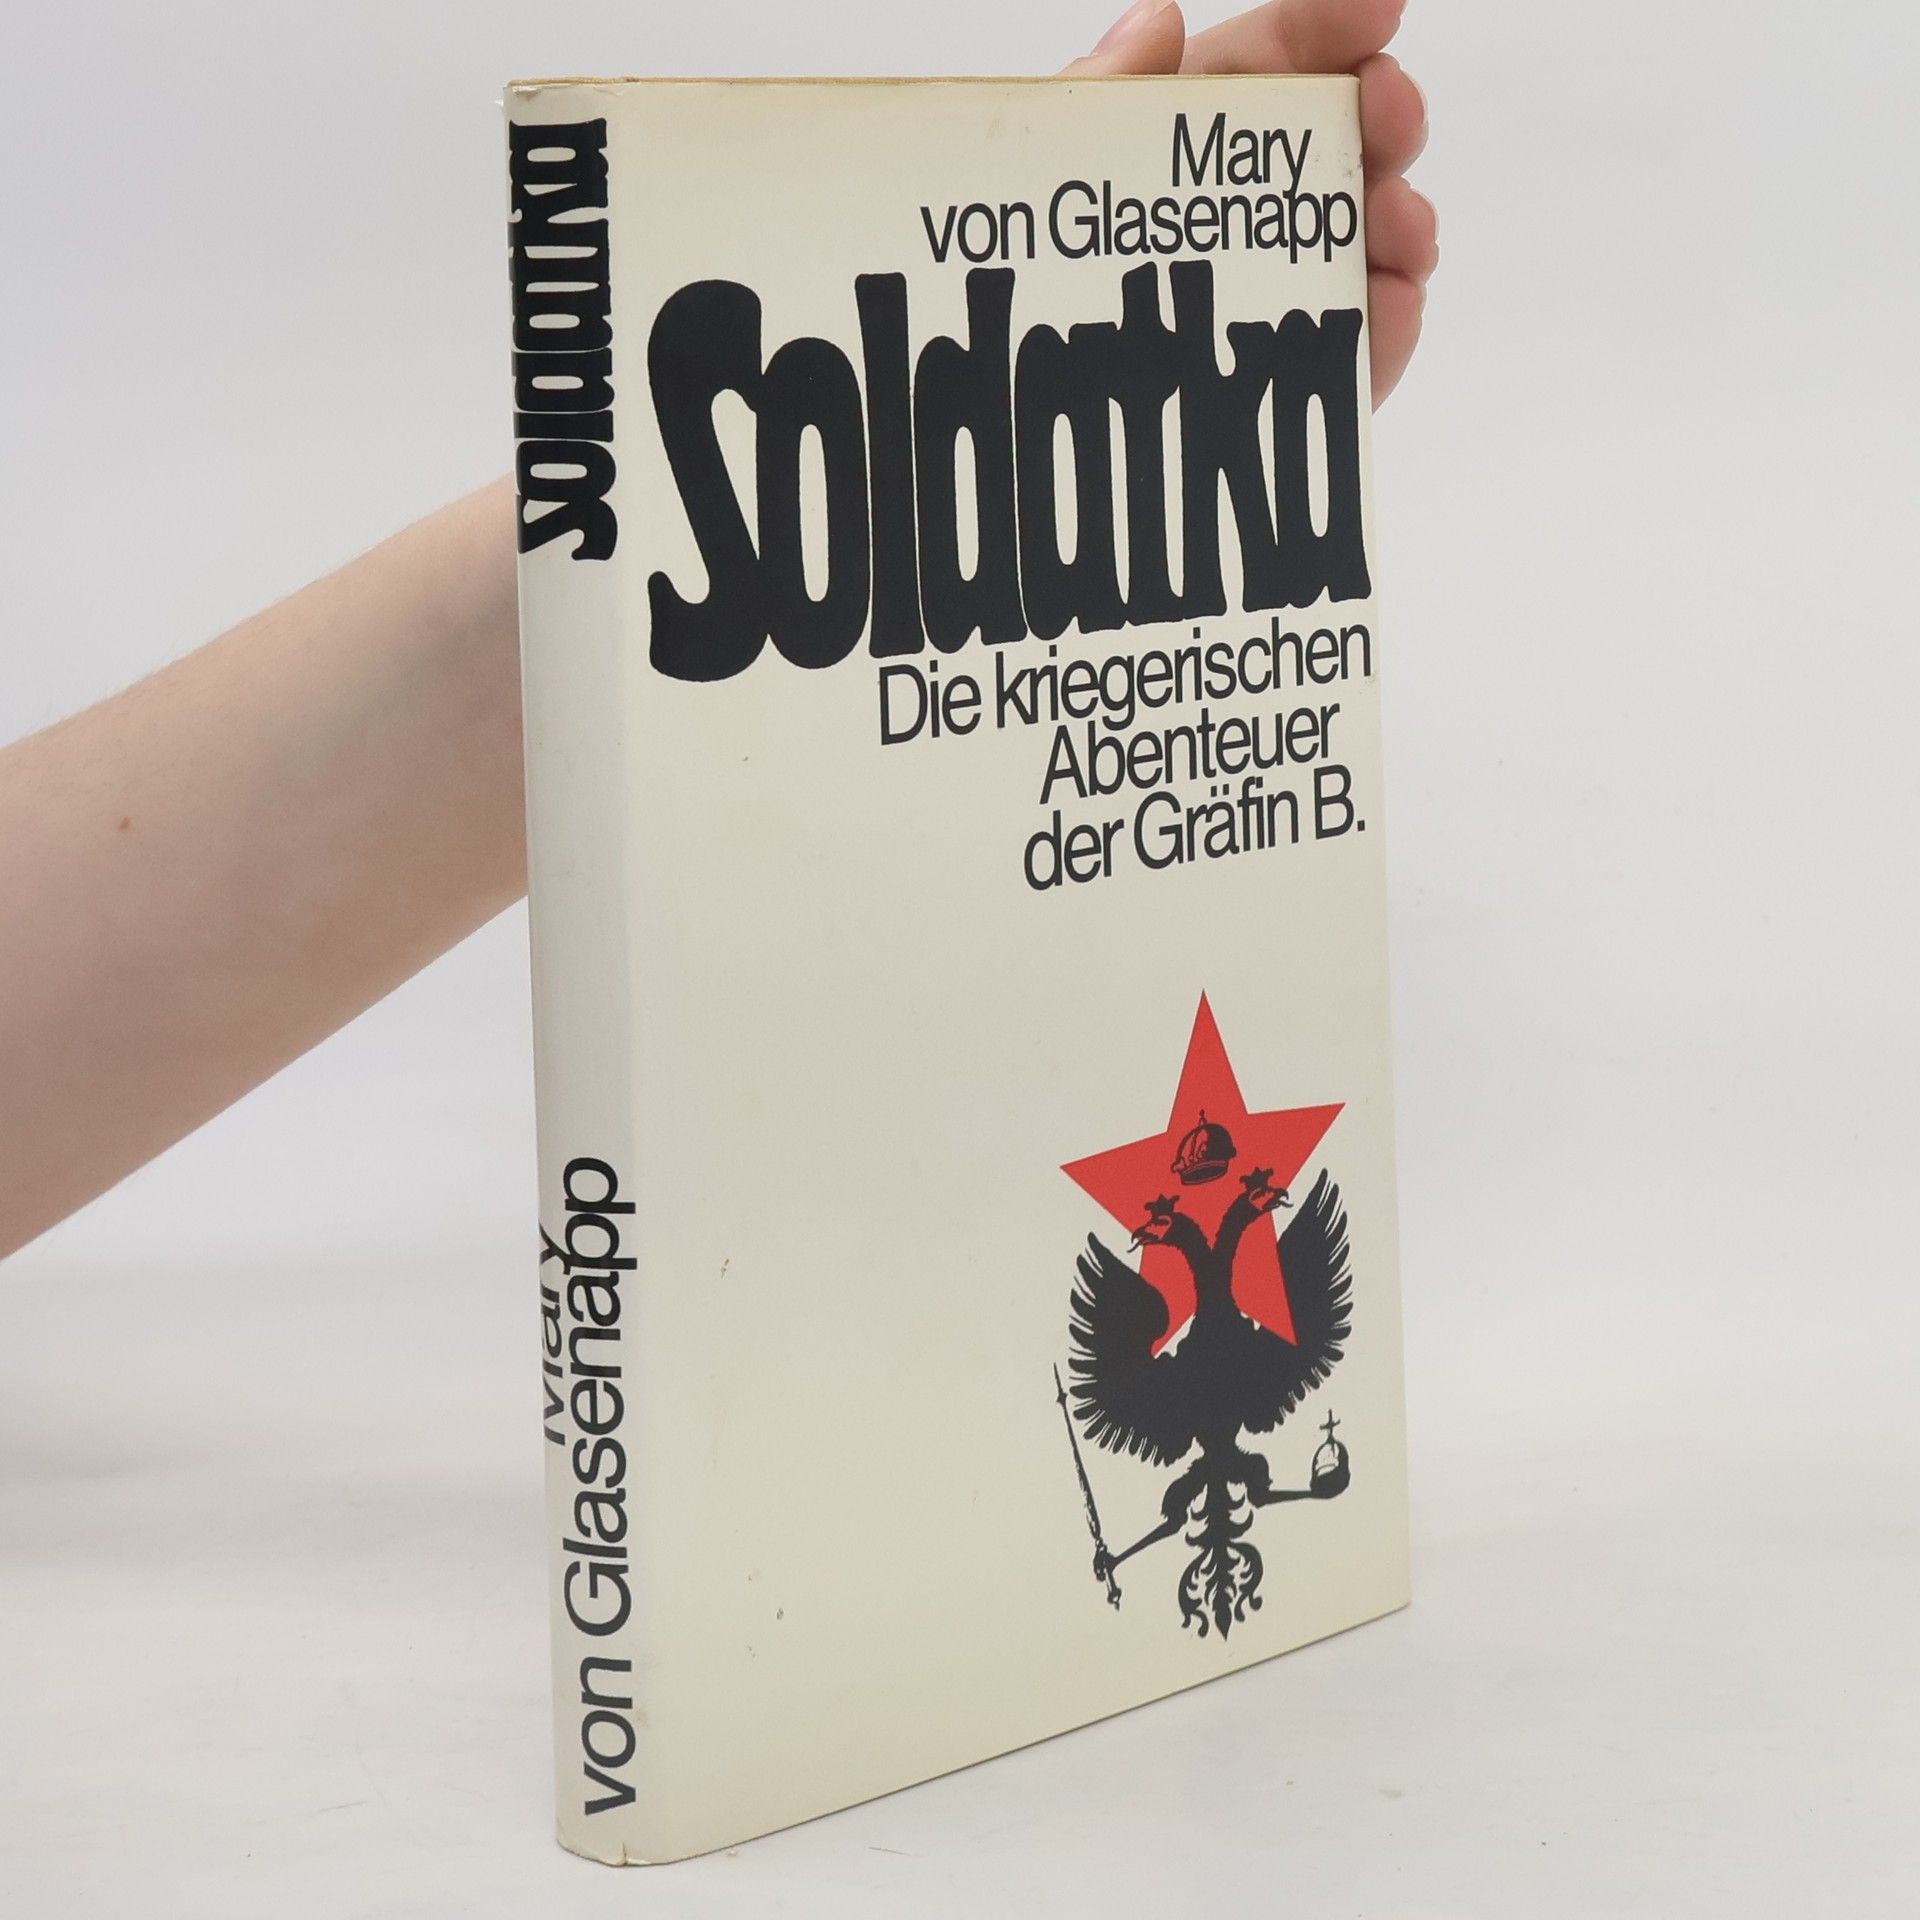 Mary
von Glasenapp
Soldatka
Die kriegerischen
Abenteuer
der Gräfin B.
Soldatka
Mary
von Glasenapp